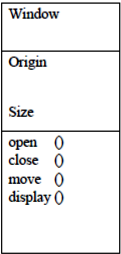 Window
Origin
Size
open ()
close ()
move ()
display ()